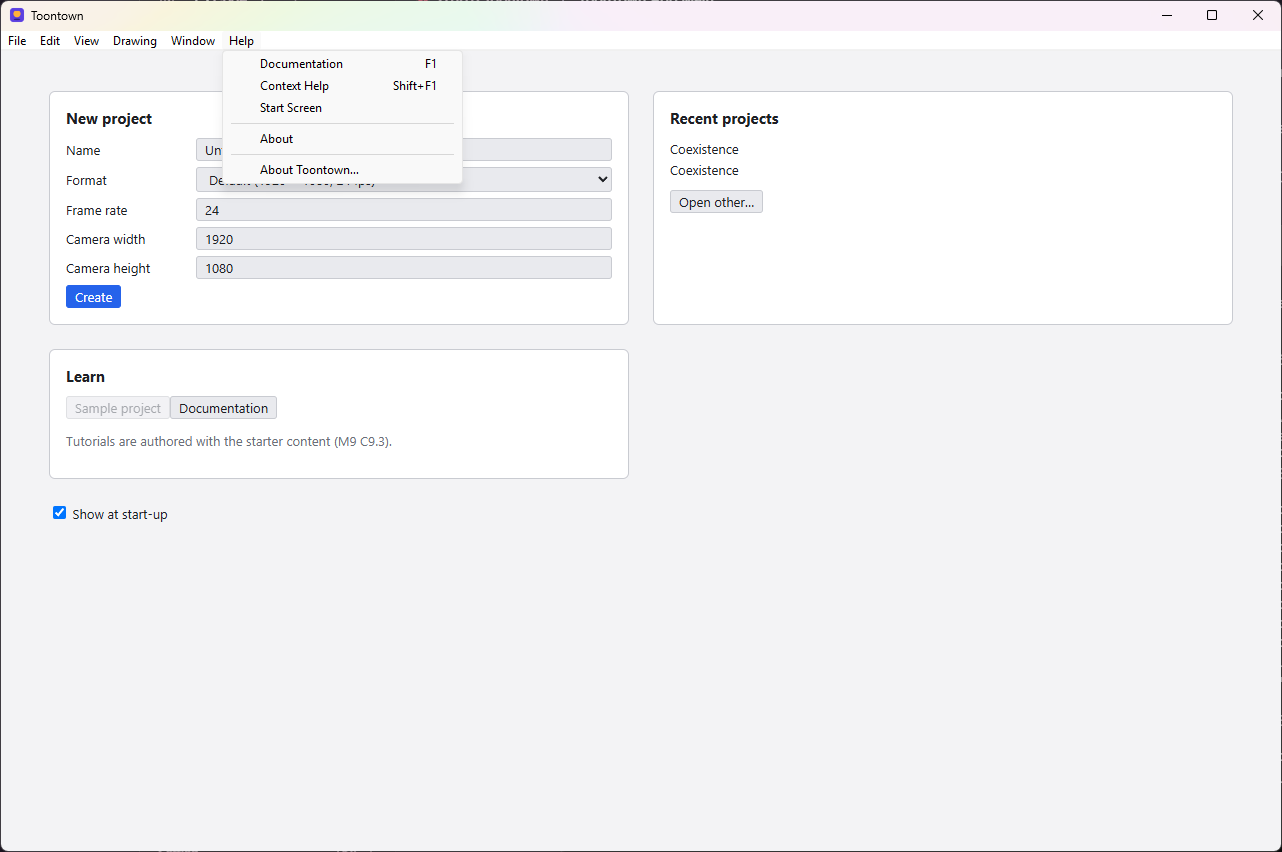 Toontown
File Edit View Drawing Window Help
Documentation F1
Context Help Shift+F1
Start Screen
About
About Toontown...
New project
Name
Format
Frame rate 24
Camera width 1920
Camera height 1080
Create
Recent projects
Coexistence
Coexistence
Open other...
Learn
Sample project Documentation
Tutorials are authored with the starter content (M9 C9.3).
Show at start-up